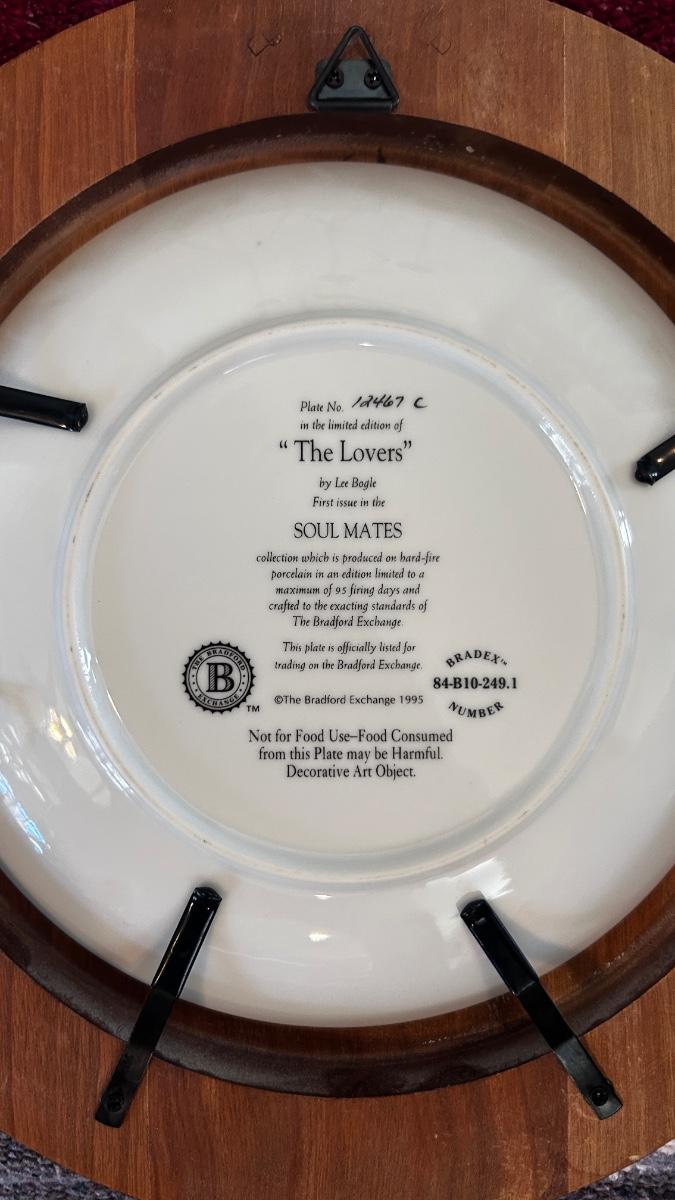 Plate No. 12467 C
in the limited edition of
“ The Lovers”
by Lee Bogle
First issue in the
SOUL MATES
collection which is produced on hard-fire
porcelain in an edition limited to a
maximum of 95 firing days and
crafted to the exacting standards of
The Bradford Exchange.
This plate is officially listed for
trading on the Bradford Exchange.
THE BRADFORD
B
EXCHANGE
TM
©The Bradford Exchange 1995
BRADEX™
84-B10-249.1
NUMBER
Not for Food Use–Food Consumed
from this Plate may be Harmful.
Decorative Art Object.